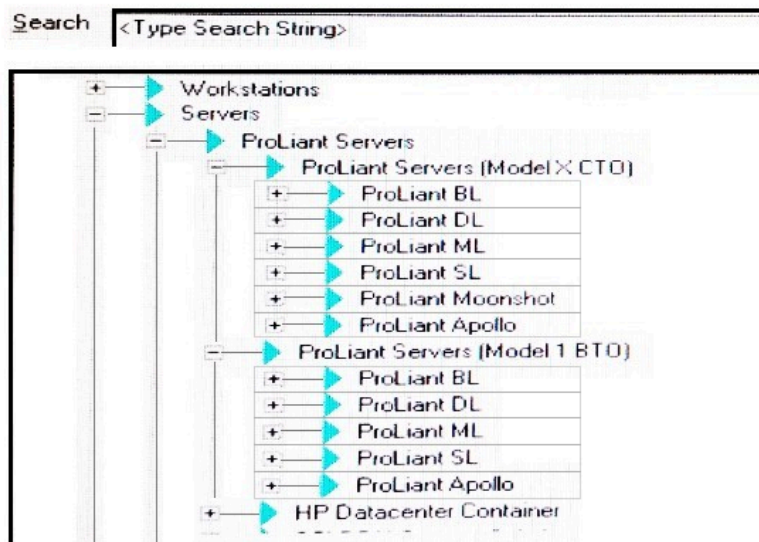 Search <Type Search String>
Workstations
Servers
ProLiant Servers
ProLiant Servers (Model X CTO)
ProLiant BL
ProLiant DL
ProLiant ML
ProLiant SL
ProLiant Moonshot
ProLiant Apollo
ProLiant Servers (Model 1 BTO)
ProLiant BL
ProLiant DL
ProLiant ML
ProLiant SL
ProLiant Apollo
HP Datacenter Container